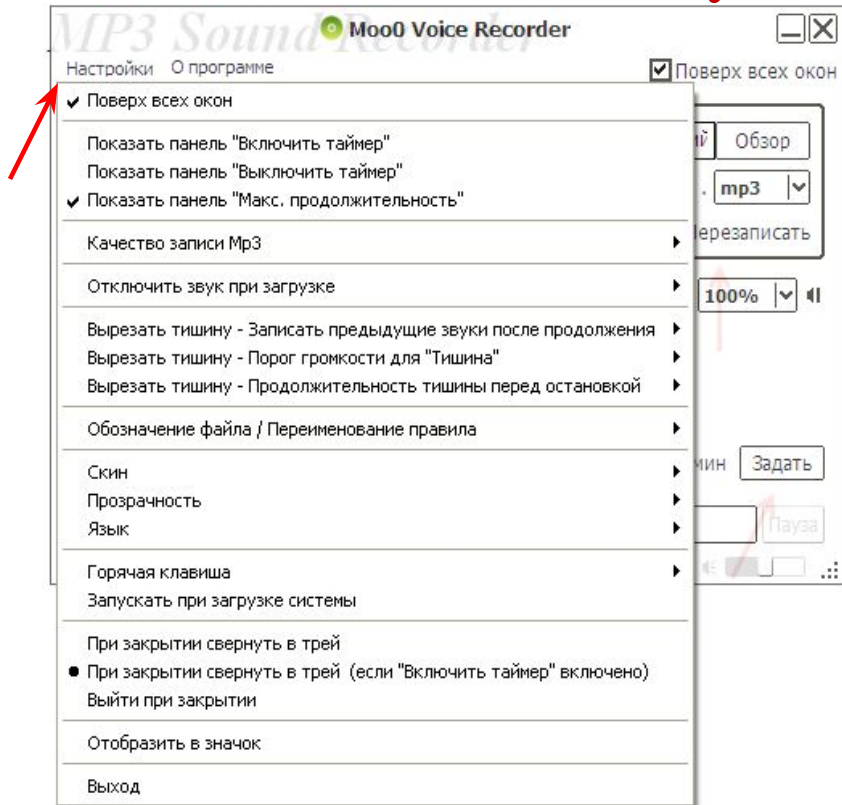 MP3 Sound Recorder
Moo0 Voice Recorder
Настройки О программе
Поверх всех окон
Поверх всех окон
Показать панель "Включить таймер"
Показать панель "Выключить таймер"
Обзор
Показать панель "Макс. продолжительность"
. mp3
Качество записи Mp3
Перезаписать
Отключить звук при загрузке
100%
Вырезать тишину - Записать предыдущие звуки после продолжения
Вырезать тишину - Порог громкости для "Тишина"
Вырезать тишину - Продолжительность тишины перед остановкой
Обозначение файла / Переименование правила
Скин
мин Задать
Прозрачность
Язык
Пауза
Горячая клавиша
Запускать при загрузке системы
При закрытии свернуть в трей
При закрытии свернуть в трей (если "Включить таймер" включено)
Выйти при закрытии
Отобразить в значок
Выход